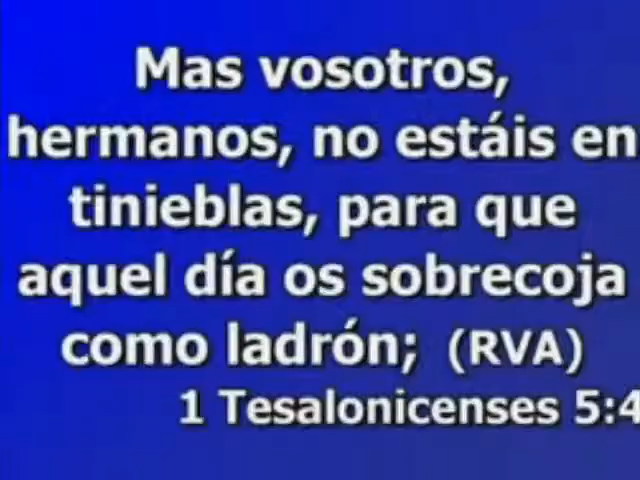 Mas vosotros,
hermanos, no estáis en
tinieblas, para que
aquel día os sobrecoja
como ladrón; (RVA)
1 Tesalonicenses 5:4